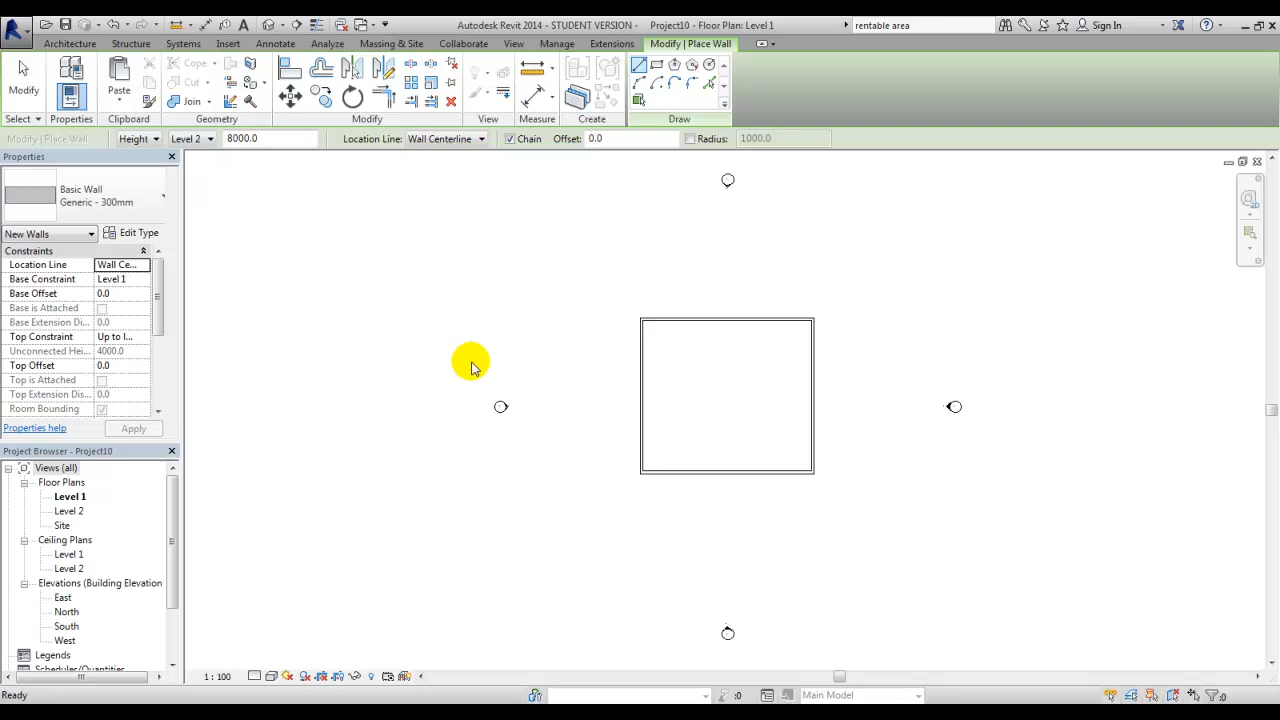 Autodesk Revit 2014 - STUDENT VERSION - Project10 - Floor Plan: Level 1
rentable area
Sign In
Architecture Structure Systems Insert Annotate Analyze Massing & Site Collaborate View Manage Extensions Modify | Place Wall
Modify
Paste
Cope
Cut
Join
Select Properties Clipboard Geometry Modify View Measure Create Draw
Modify | Place Wall Height Level 2 8000.0 Location Line: Wall Centerline Chain Offset: 0.0 Radius: 1000.0
Properties
Basic Wall
Generic - 300mm
New Walls Edit Type
Constraints
Location Line Wall Ce...
Base Constraint Level 1
Base Offset 0.0
Base is Attached
Base Extension Di... 0.0
Top Constraint Up to l...
Unconnected Hei... 4000.0
Top Offset 0.0
Top is Attached
Top Extension Dis... 0.0
Room Bounding
Properties help Apply
Project Browser - Project10
Views (all)
Floor Plans
Level 1
Level 2
Site
Ceiling Plans
Level 1
Level 2
Elevations (Building Elevation
East
North
South
West
Legends
Schedules/Quantities
1 : 100
Ready
:0
Main Model
:0